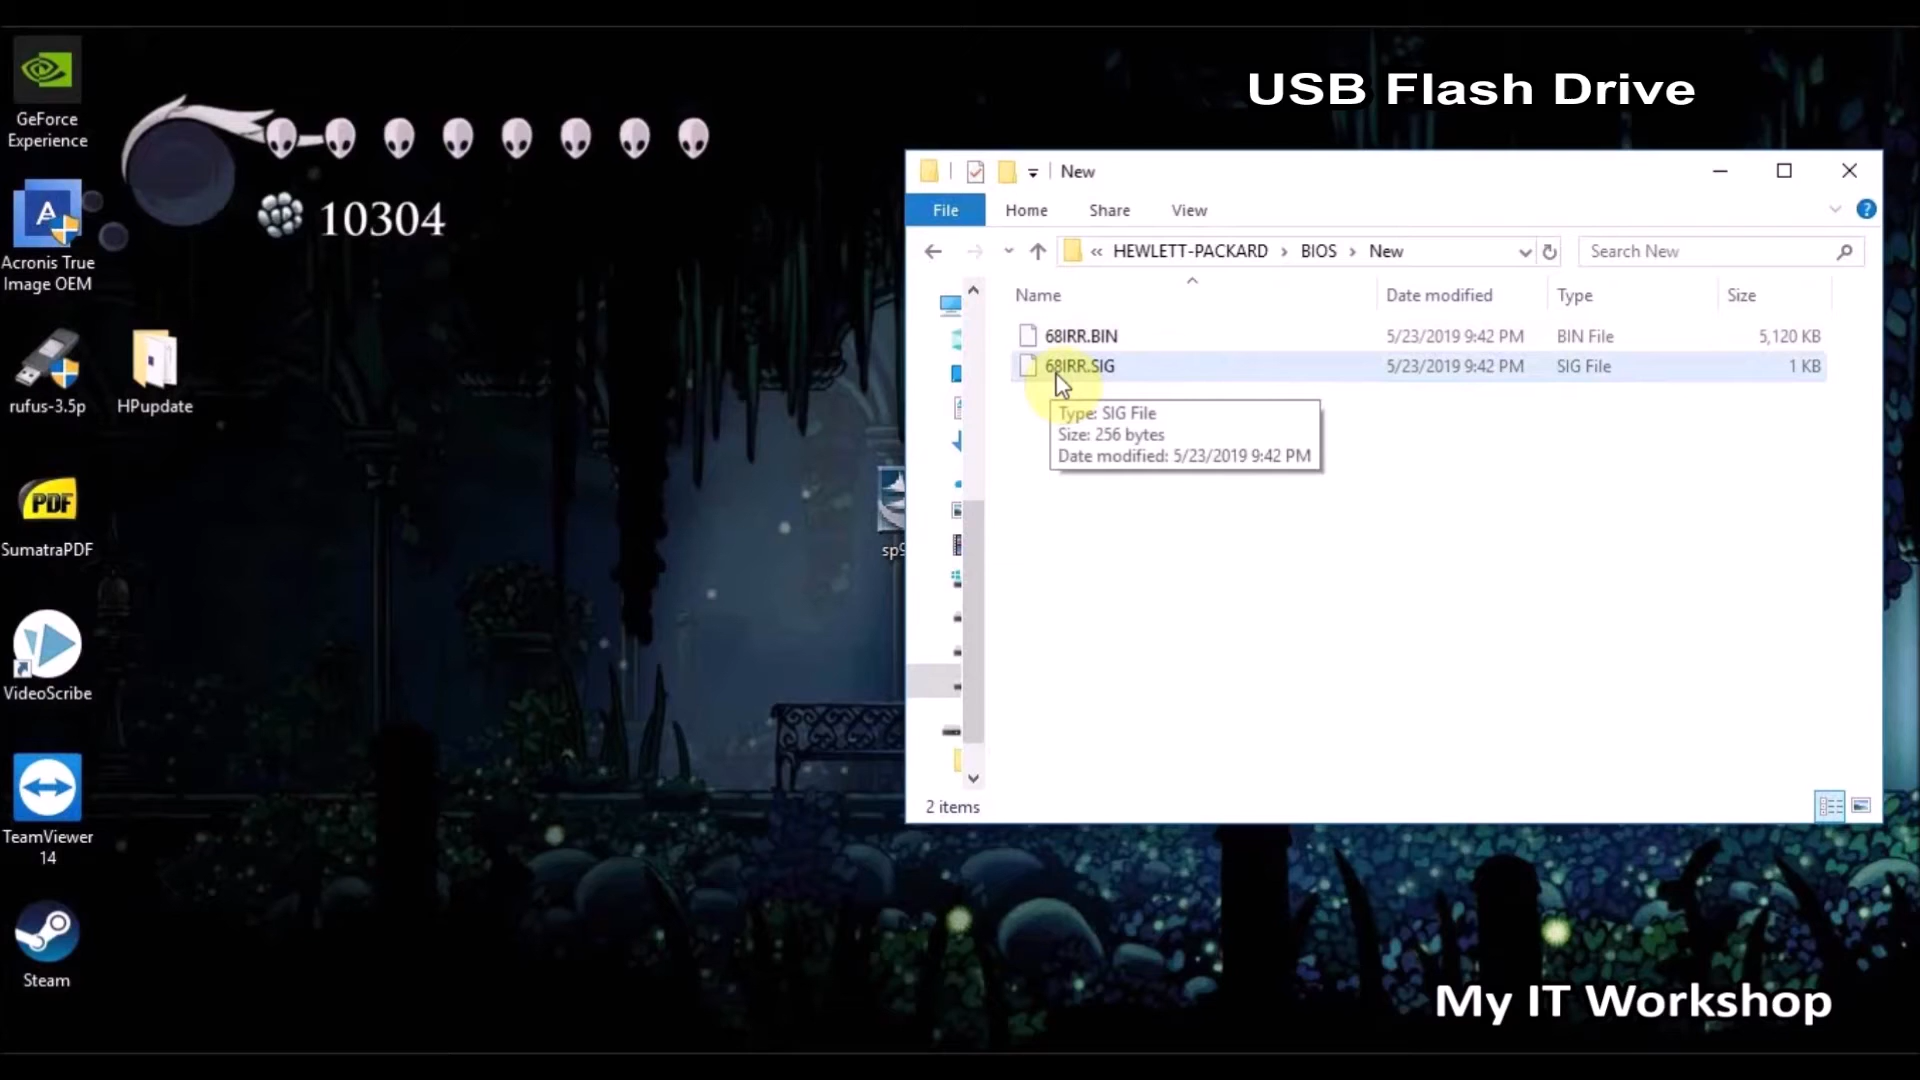 USB Flash Drive
GeForce
Experience
Acronis True
Image OEM
rufus-3.5p
HPupdate
SumatraPDF
PDF
VideoScribe
TeamViewer
14
Steam
10304
sp9
New
File
Home
Share
View
HEWLETT-PACKARD
BIOS
New
Search New
Name
Date modified
Type
Size
68IRR.BIN
5/23/2019 9:42 PM
BIN File
5,120 KB
68IRR.SIG
5/23/2019 9:42 PM
SIG File
1 KB
Type: SIG File
Size: 256 bytes
Date modified: 5/23/2019 9:42 PM
2 items
My IT Workshop